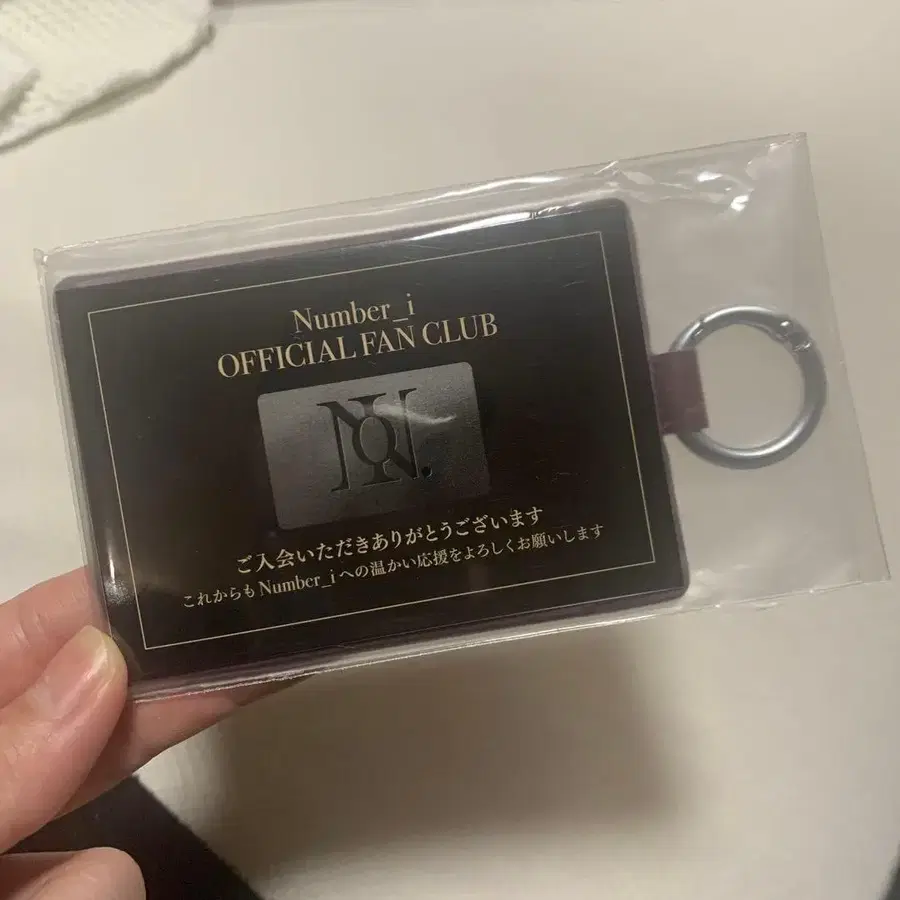 Number_i
OFFICIAL FAN CLUB
ご入会いただきありがとうございます
これからもNumber_iへの温かい応援をよろしくお願いします